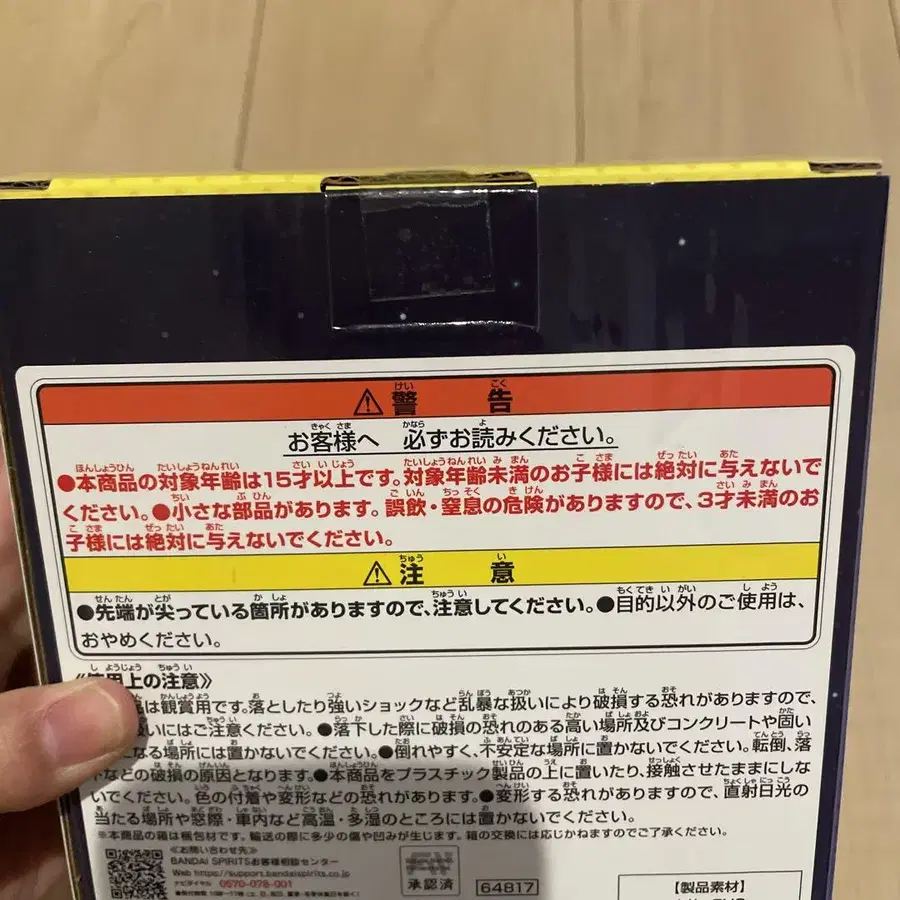 警告
お客様へ 必ずお読みください。
●本商品の対象年齢は15才以上です。対象年齢未満のお子様には絶対に与えないで
ください。●小さな部品があります。誤飲・窒息の危険がありますので、3才未満のお
子様には絶対に与えないでください。
注意
●先端が尖っている箇所がありますので、注意してください。●目的以外のご使用は、
おやめください。
使用上の注意》
は観賞用です。落としたり強いショックなど乱暴な扱いにより破損する恐れがありますので、
扱いにはご注意ください。●落下した際に破損の恐れのある高い場所及びコンクリートや固い
なる場所には置かないでください。●倒れやすく、不安定な場所に置かないでください。転倒、落
などの破損の原因となります。●本商品をプラスチック製品の上に置いたり、接触させたままにしな
いでください。色の付着や変形などの恐れがあります。●変形する恐れがありますので、直射日光の
当たる場所や窓際・車内など高温・多湿のところには置かないでください。
※本商品の箱は梱包材です。輸送の際に多少の傷や凹みが生じます。箱の交換には応じかねますのでご了承ください。
≪お問い合わせ先≫
BANDAI SPIRITSお客様相談センター
Web https://support.bandaispirits.co.jp
ナビダイヤル 0570-078-001
承認済
64817
【製品素材】